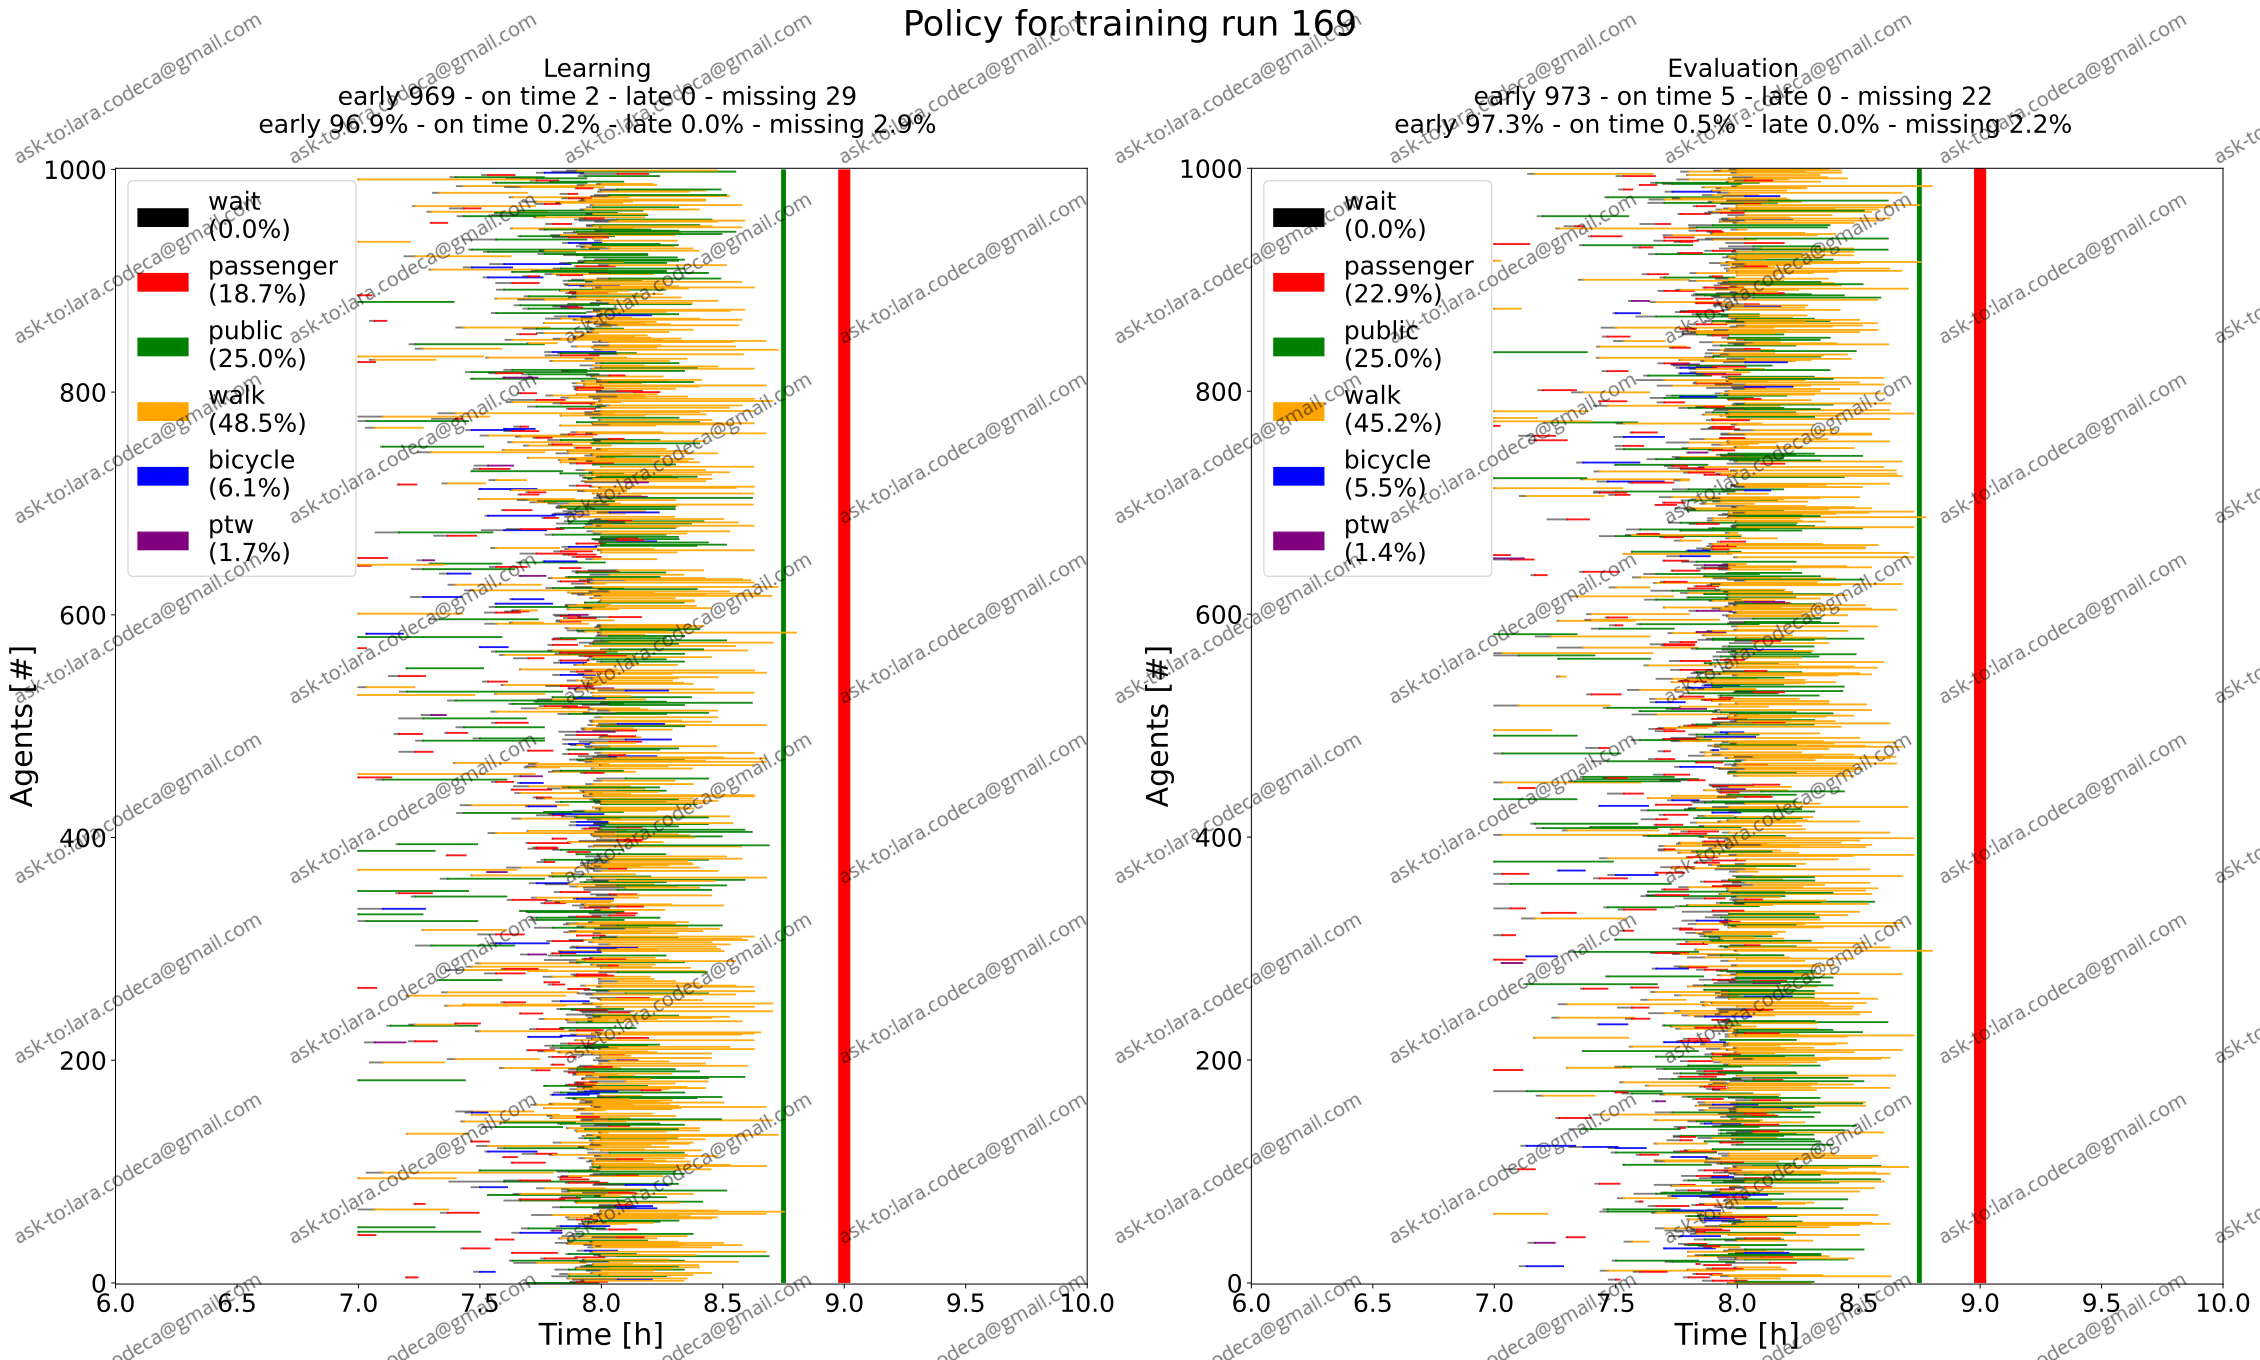 Policy for training run 169
Learning
early 969 - on time 2 - late 0 - missing 29
early 96.9% - on time 0.2% - late 0.0% - missing 2.9%
1000
800
600
400
200
0
Agents [#]
wait
(0.0%)
passenger
(18.7%)
public
(25.0%)
walk
(48.5%)
bicycle
(6.1%)
ptw
(1.7%)
6.0 6.5 7.0 7.5 8.0 8.5 9.0 9.5 10.0
Time [h]
Evaluation
early 973 - on time 5 - late 0 - missing 22
early 97.3% - on time 0.5% - late 0.0% - missing 2.2%
1000
800
600
400
200
0
Agents [#]
wait
(0.0%)
passenger
(22.9%)
public
(25.0%)
walk
(45.2%)
bicycle
(5.5%)
ptw
(1.4%)
6.0 6.5 7.0 7.5 8.0 8.5 9.0 9.5 10.0
Time [h]
ask-to:lara.codeca@gmail.com